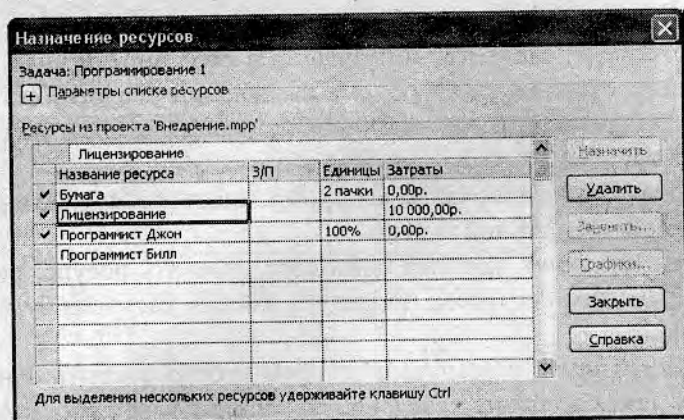 Назначение ресурсов
Задача: Программирование 1
+ Параметры списка ресурсов
Ресурсы из проекта 'Внедрение.mpp'
Лицензирование
Назначить
Название ресурса З/П Единицы Затраты
Бумага 2 пачки 0,00р.
Удалить
Лицензирование 10 000,00р.
Программист Джон 100% 0,00р.
Заменить...
Программист Билл
Графики...
Закрыть
Справка
Для выделения нескольких ресурсов удерживайте клавишу Ctrl